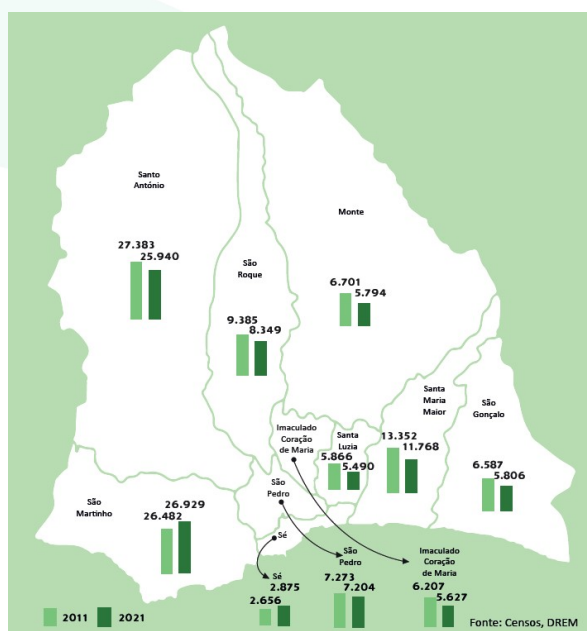 Santo
António
27.383
25.940
Monte
6.701
5.794
São
Roque
9.385
8.349
Santa
Maria
Maior
13.352
11.768
São
Gonçalo
6.587
5.806
Imaculado
Coração
de Maria
Santa
Luzia
5.866
5.490
São
Pedro
São
Martinho
26.929
26.482
Sé
Sé
2.875
2.656
São
Pedro
7.273
7.204
Imaculado
Coração
de Maria
6.207
5.627
2011 2021
Fonte: Censos, DREM